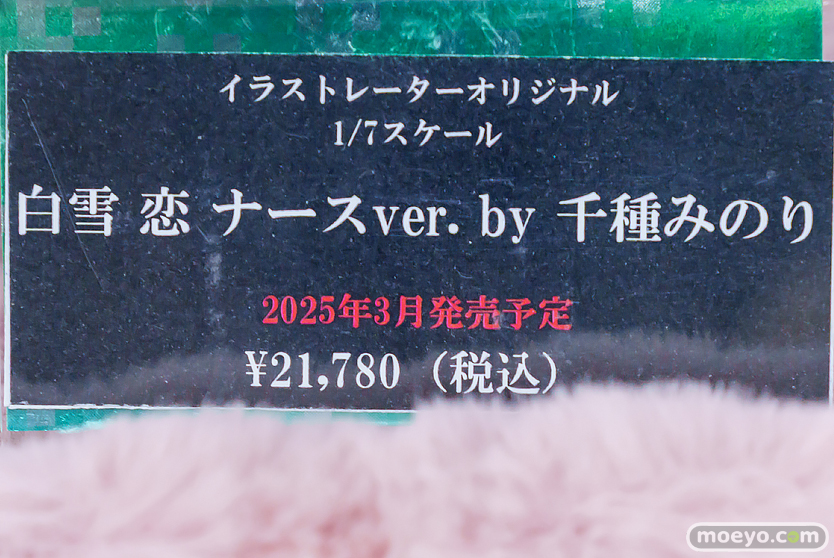 イラストレーターオリジナル
1/7スケール
白雪 恋 ナースver. by 千種みのり
2025年3月発売予定
¥21,780（税込）
moeyo.com